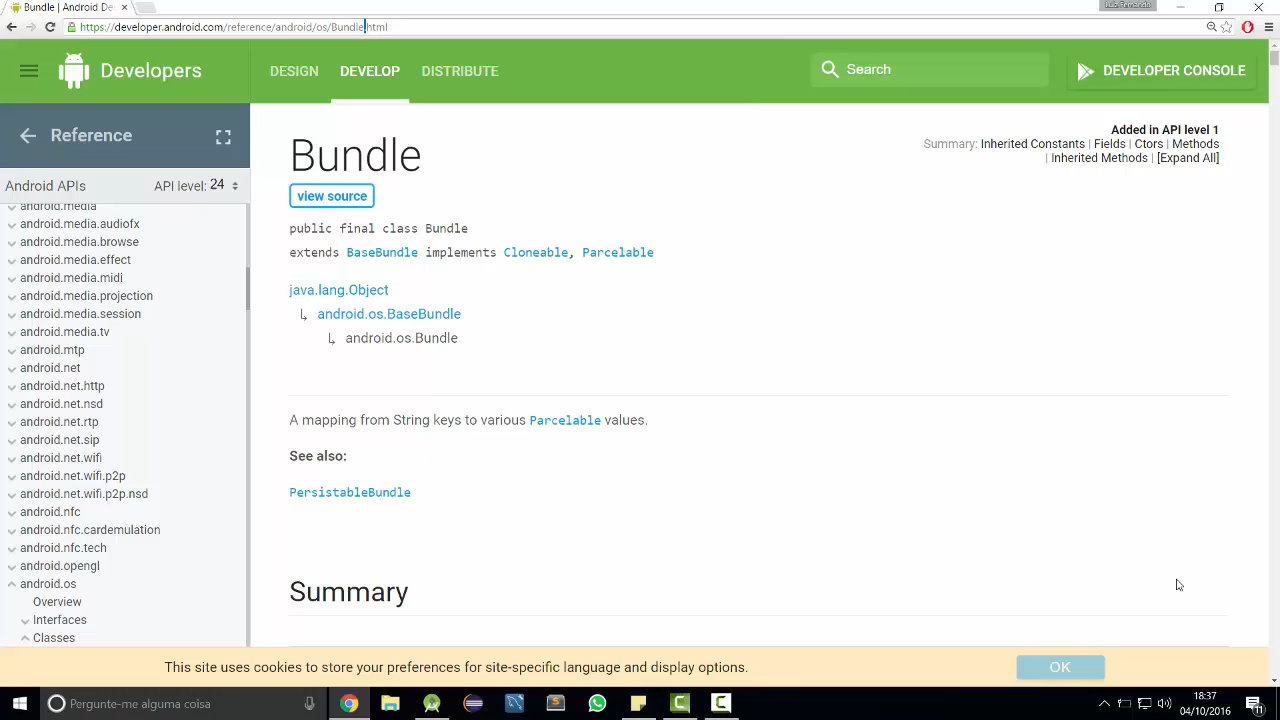 Bundle | Android De
Luiz Fernando
https://developer.android.com/reference/android/os/Bundle.html
Developers
DESIGN
DEVELOP
DISTRIBUTE
Search
DEVELOPER CONSOLE
Reference
Android APIs
API level: 24
android.media
android.media.audiofx
android.media.browse
android.media.effect
android.media.midi
android.media.projection
android.media.session
android.media.tv
android.mtp
android.net
android.net.http
android.net.nsd
android.net.rtp
android.net.sip
android.net.wifi
android.net.wifi.p2p
android.net.wifi.p2p.nsd
android.nfc
android.nfc.cardemulation
android.nfc.tech
android.opengl
android.os
Overview
Interfaces
Classes
Added in API level 1
Summary: Inherited Constants | Fields | Ctors | Methods
| Inherited Methods | [Expand All]
Bundle
view source
public final class Bundle
extends BaseBundle implements Cloneable, Parcelable
java.lang.Object
↳ android.os.BaseBundle
↳ android.os.Bundle
A mapping from String keys to various Parcelable values.
See also:
PersistableBundle
Summary
This site uses cookies to store your preferences for site-specific language and display options.
OK
Pergunte-me alguma coisa
18:37
04/10/2016
11